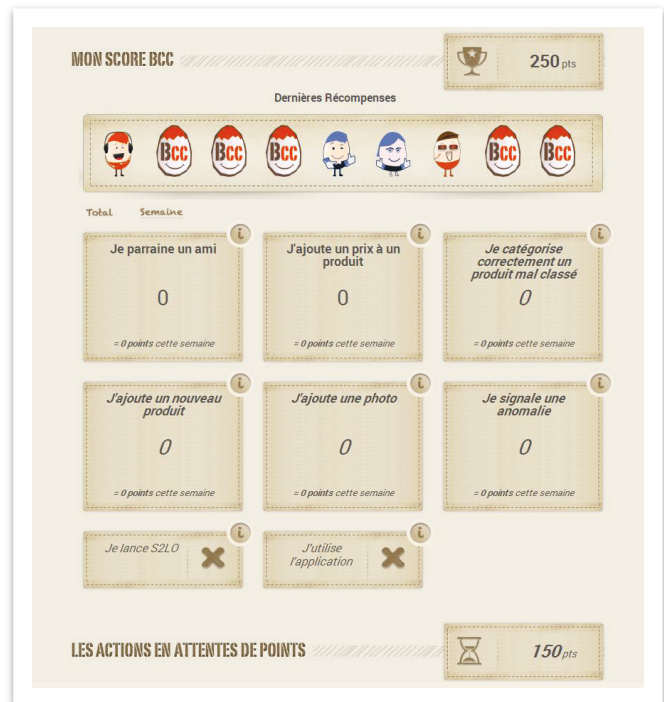 MON SCORE BCC
250 pts
Dernières Récompenses
Bcc Bcc Bcc Bcc Bcc
Total Semaine
Je parraine un ami
0
= 0 points cette semaine
J'ajoute un prix à un
produit
0
= 0 points cette semaine
Je catégorise
correctement un
produit mal classé
0
= 0 points cette semaine
J'ajoute un nouveau
produit
0
= 0 points cette semaine
J'ajoute une photo
0
= 0 points cette semaine
Je signale une
anomalie
0
= 0 points cette semaine
Je lance S2LO
J'utilise
l'application
LES ACTIONS EN ATTENTES DE POINTS
150 pts